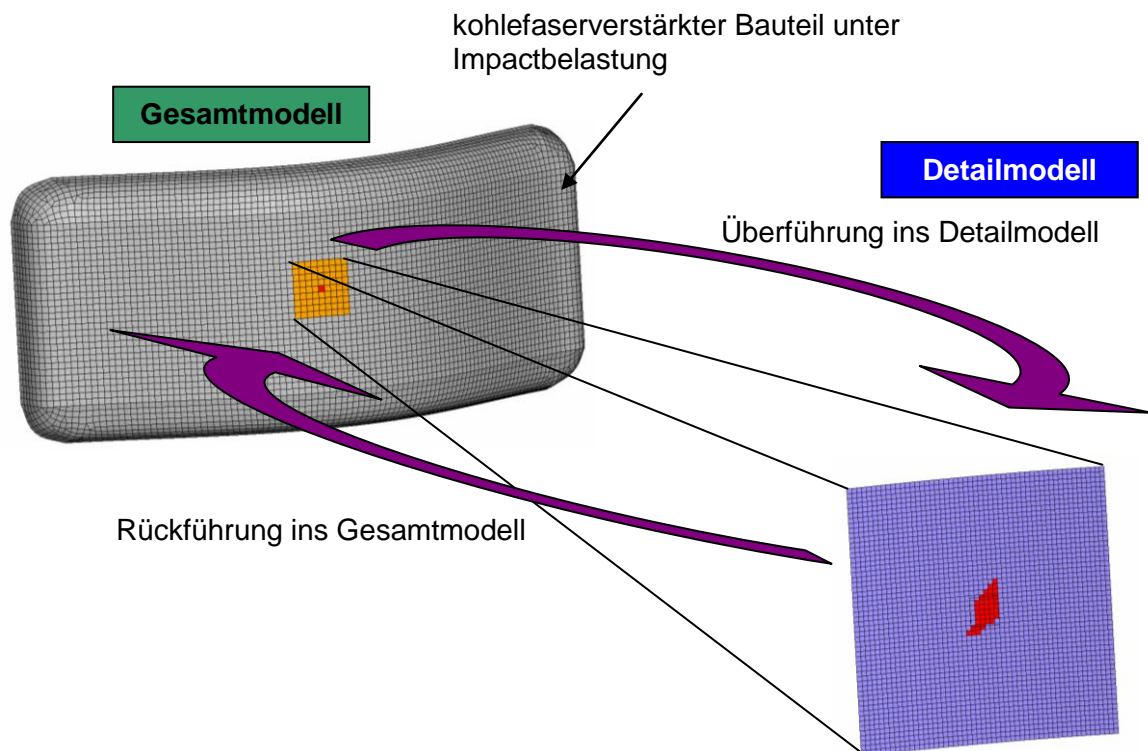 kohlefaserverstärkter Bauteil unter
Impactbelastung
Gesamtmodell
Detailmodell
Überführung ins Detailmodell
Rückführung ins Gesamtmodell